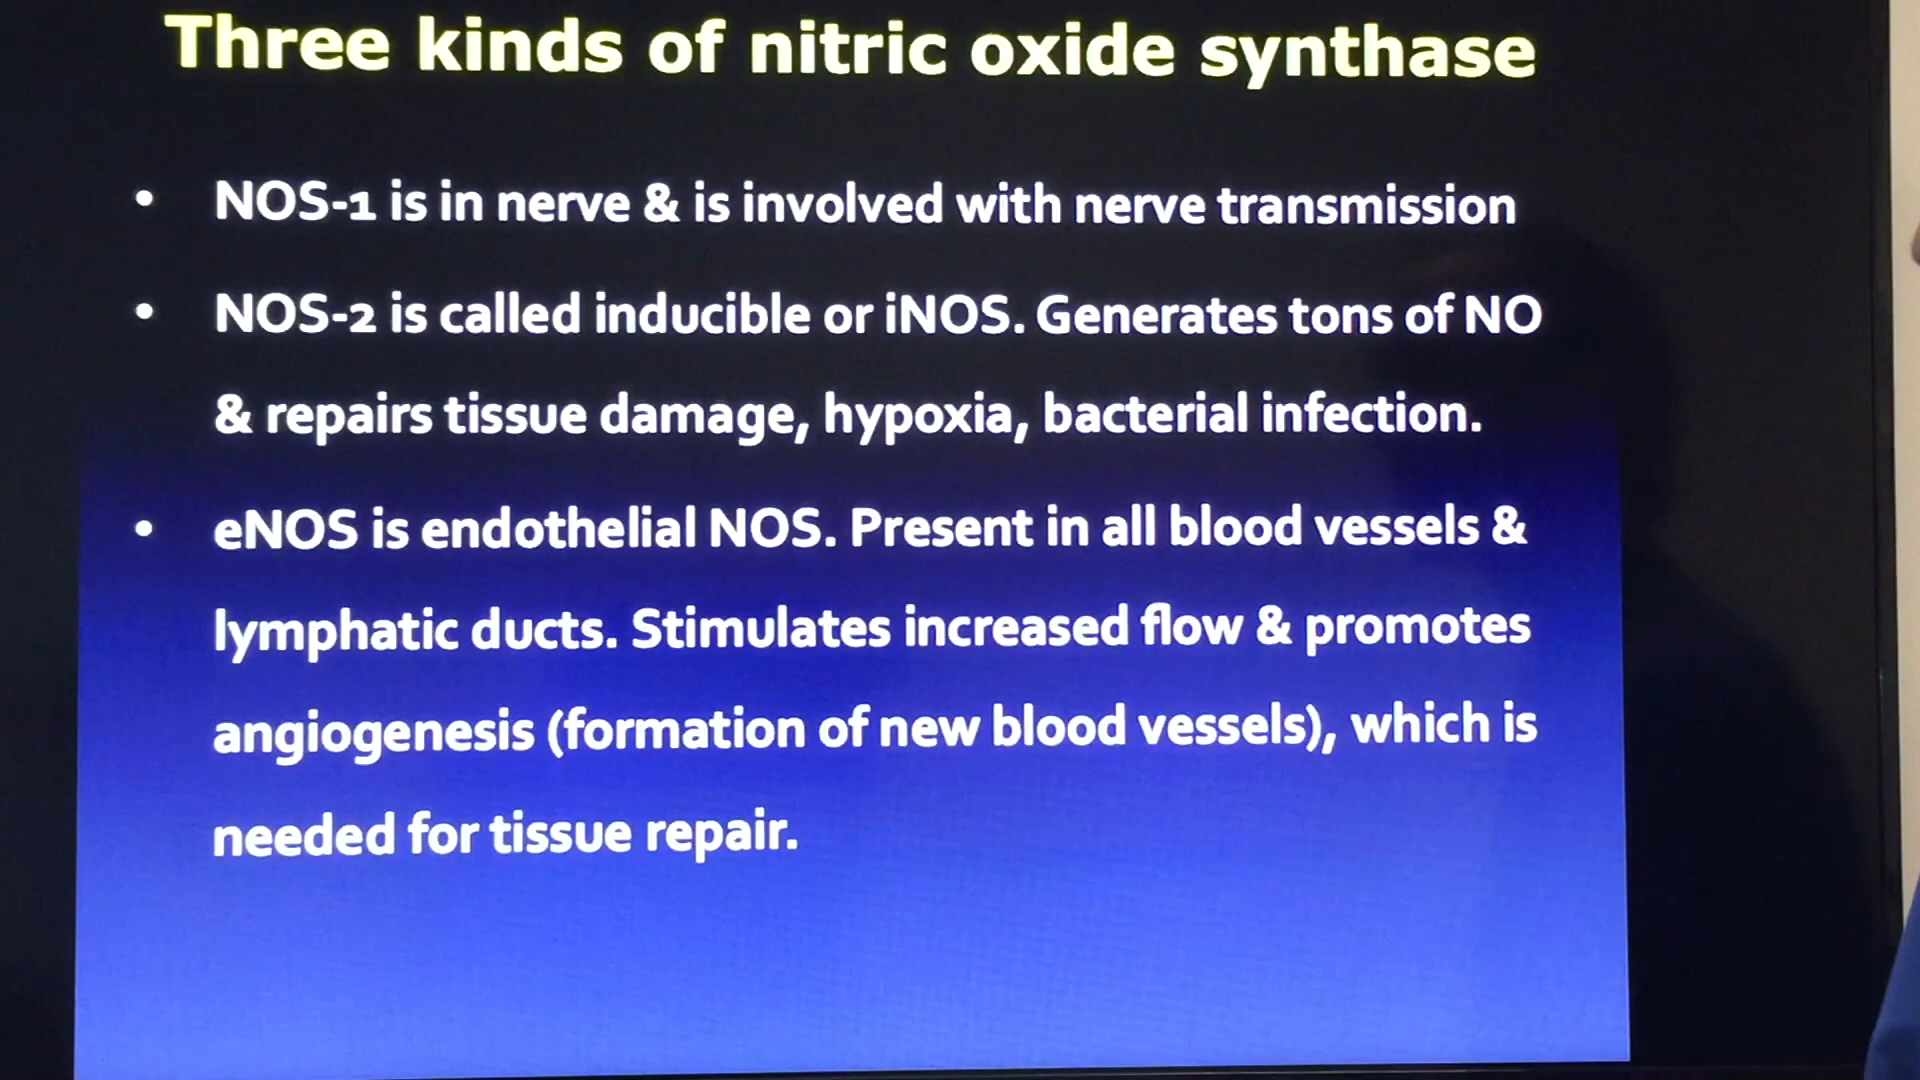 Three kinds of nitric oxide synthase
• NOS-1 is in nerve & is involved with nerve transmission
• NOS-2 is called inducible or iNOS. Generates tons of NO
& repairs tissue damage, hypoxia, bacterial infection.
• eNOS is endothelial NOS. Present in all blood vessels &
lymphatic ducts. Stimulates increased flow & promotes
angiogenesis (formation of new blood vessels), which is
needed for tissue repair.